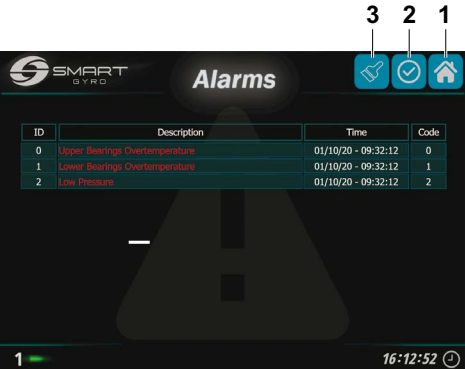 3 2 1
SMART
GYRO
Alarms
ID Description Time Code
0 Upper Bearings Overtemperature 01/10/20 - 09:32:12 0
1 Lower Bearings Overtemperature 01/10/20 - 09:32:12 1
2 Low Pressure 01/10/20 - 09:32:12 2
1 16:12:52